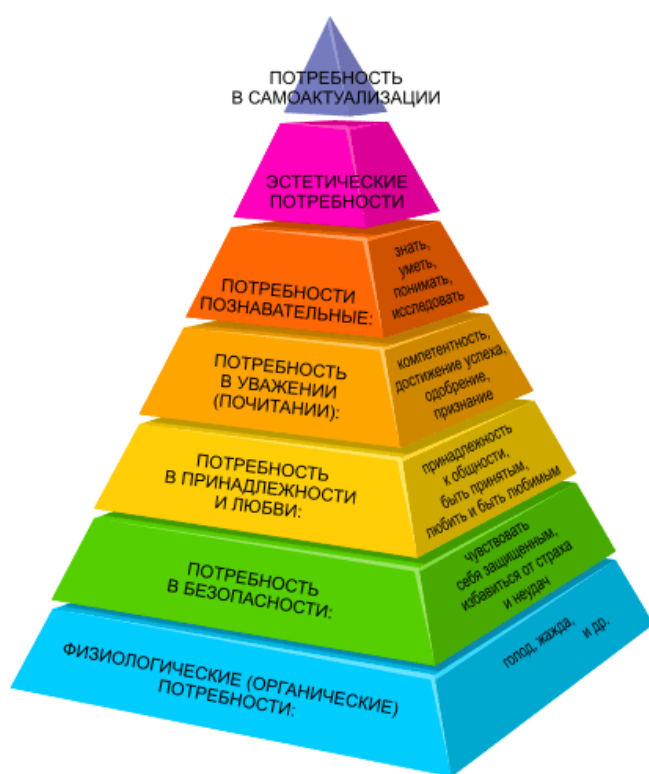 ПОТРЕБНОСТЬ
В САМОАКТУАЛИЗАЦИИ
ЭСТЕТИЧЕСКИЕ
ПОТРЕБНОСТИ
ПОТРЕБНОСТИ
ПОЗНАВАТЕЛЬНЫЕ:
знать,
уметь,
понимать,
исследовать
ПОТРЕБНОСТЬ
В УВАЖЕНИИ
(ПОЧИТАНИИ):
компетентность,
достижение успеха,
одобрение,
признание
ПОТРЕБНОСТЬ
В ПРИНАДЛЕЖНОСТИ
И ЛЮБВИ:
принадлежность
к общности,
быть принятым,
любить и быть любимым
ПОТРЕБНОСТЬ
В БЕЗОПАСНОСТИ:
чувствовать
себя защищенным,
избавиться от страха
и неудач
ФИЗИОЛОГИЧЕСКИЕ (ОРГАНИЧЕСКИЕ)
ПОТРЕБНОСТИ:
голод, жажда,
и др.